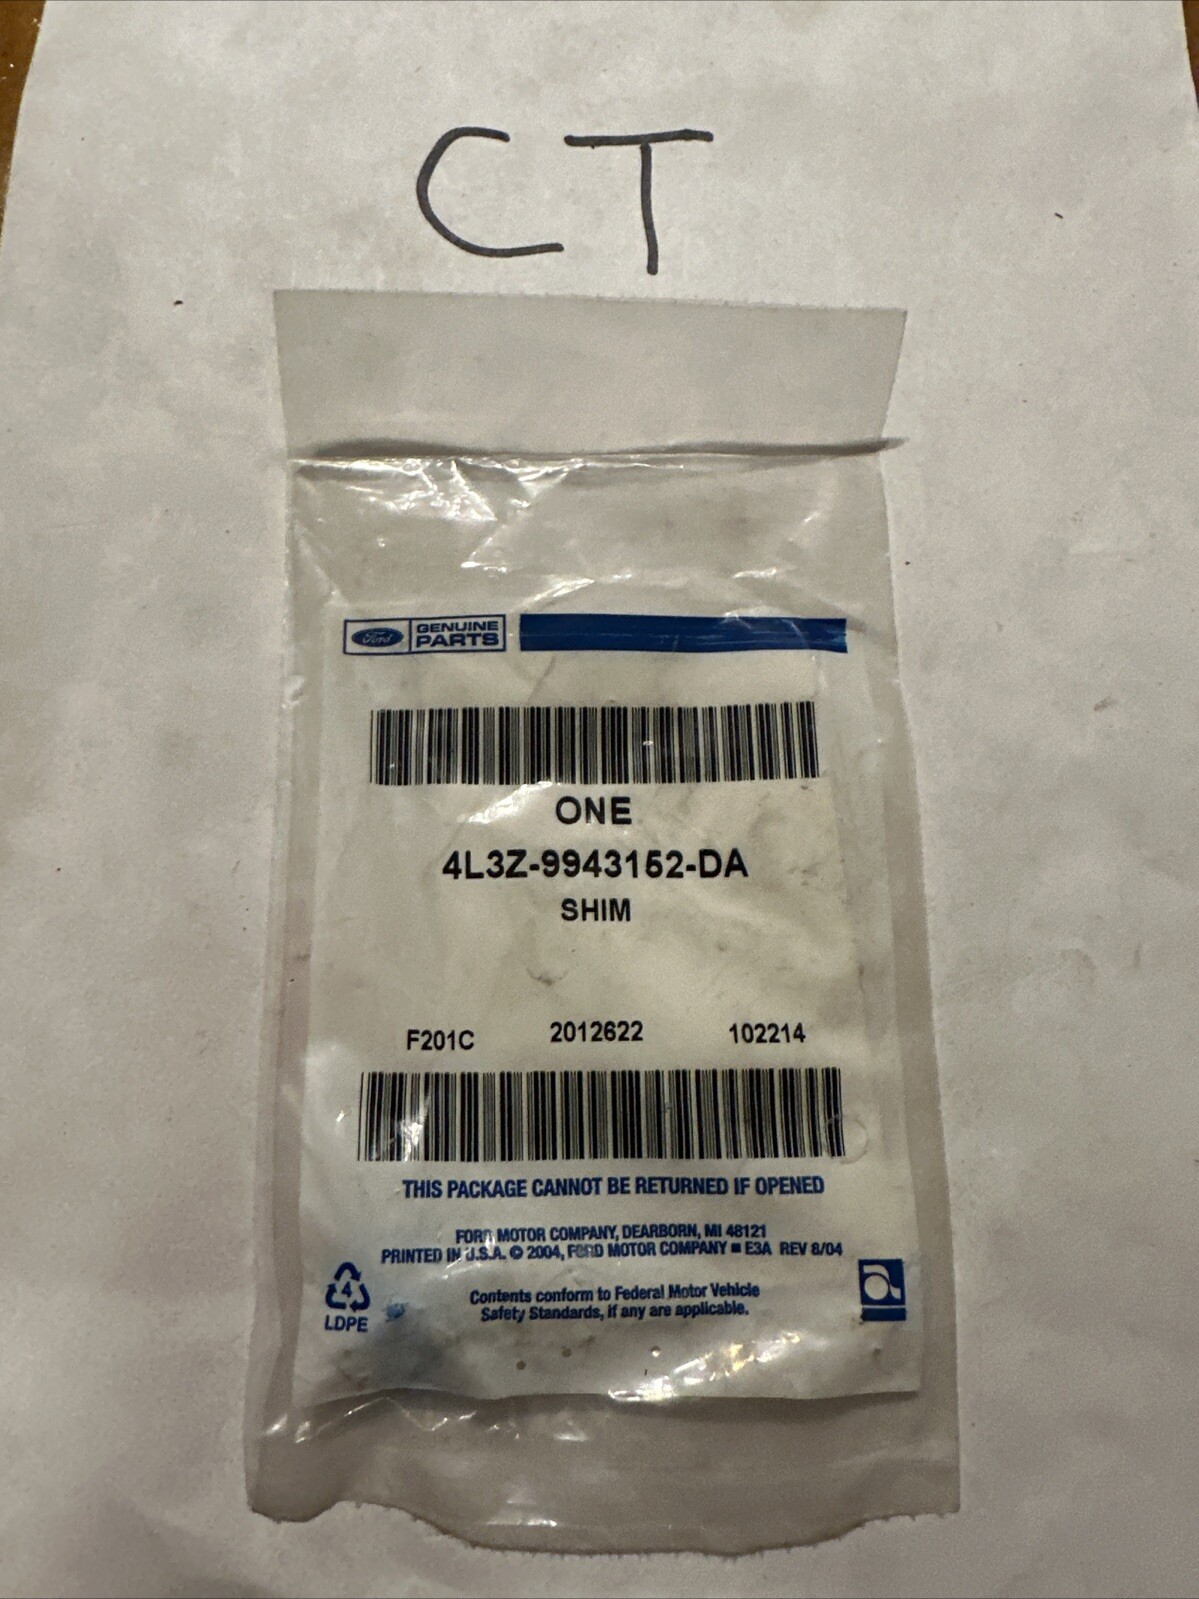 CT
Ford GENUINE
PARTS
ONE
4L3Z-9943152-DA
SHIM
F201C 2012622 102214
THIS PACKAGE CANNOT BE RETURNED IF OPENED
FORD MOTOR COMPANY, DEARBORN, MI 48121
PRINTED IN U.S.A. © 2004, FORD MOTOR COMPANY ■ E3A REV 8/04
Contents conform to Federal Motor Vehicle
Safety Standards, if any are applicable.
4
LDPE
a